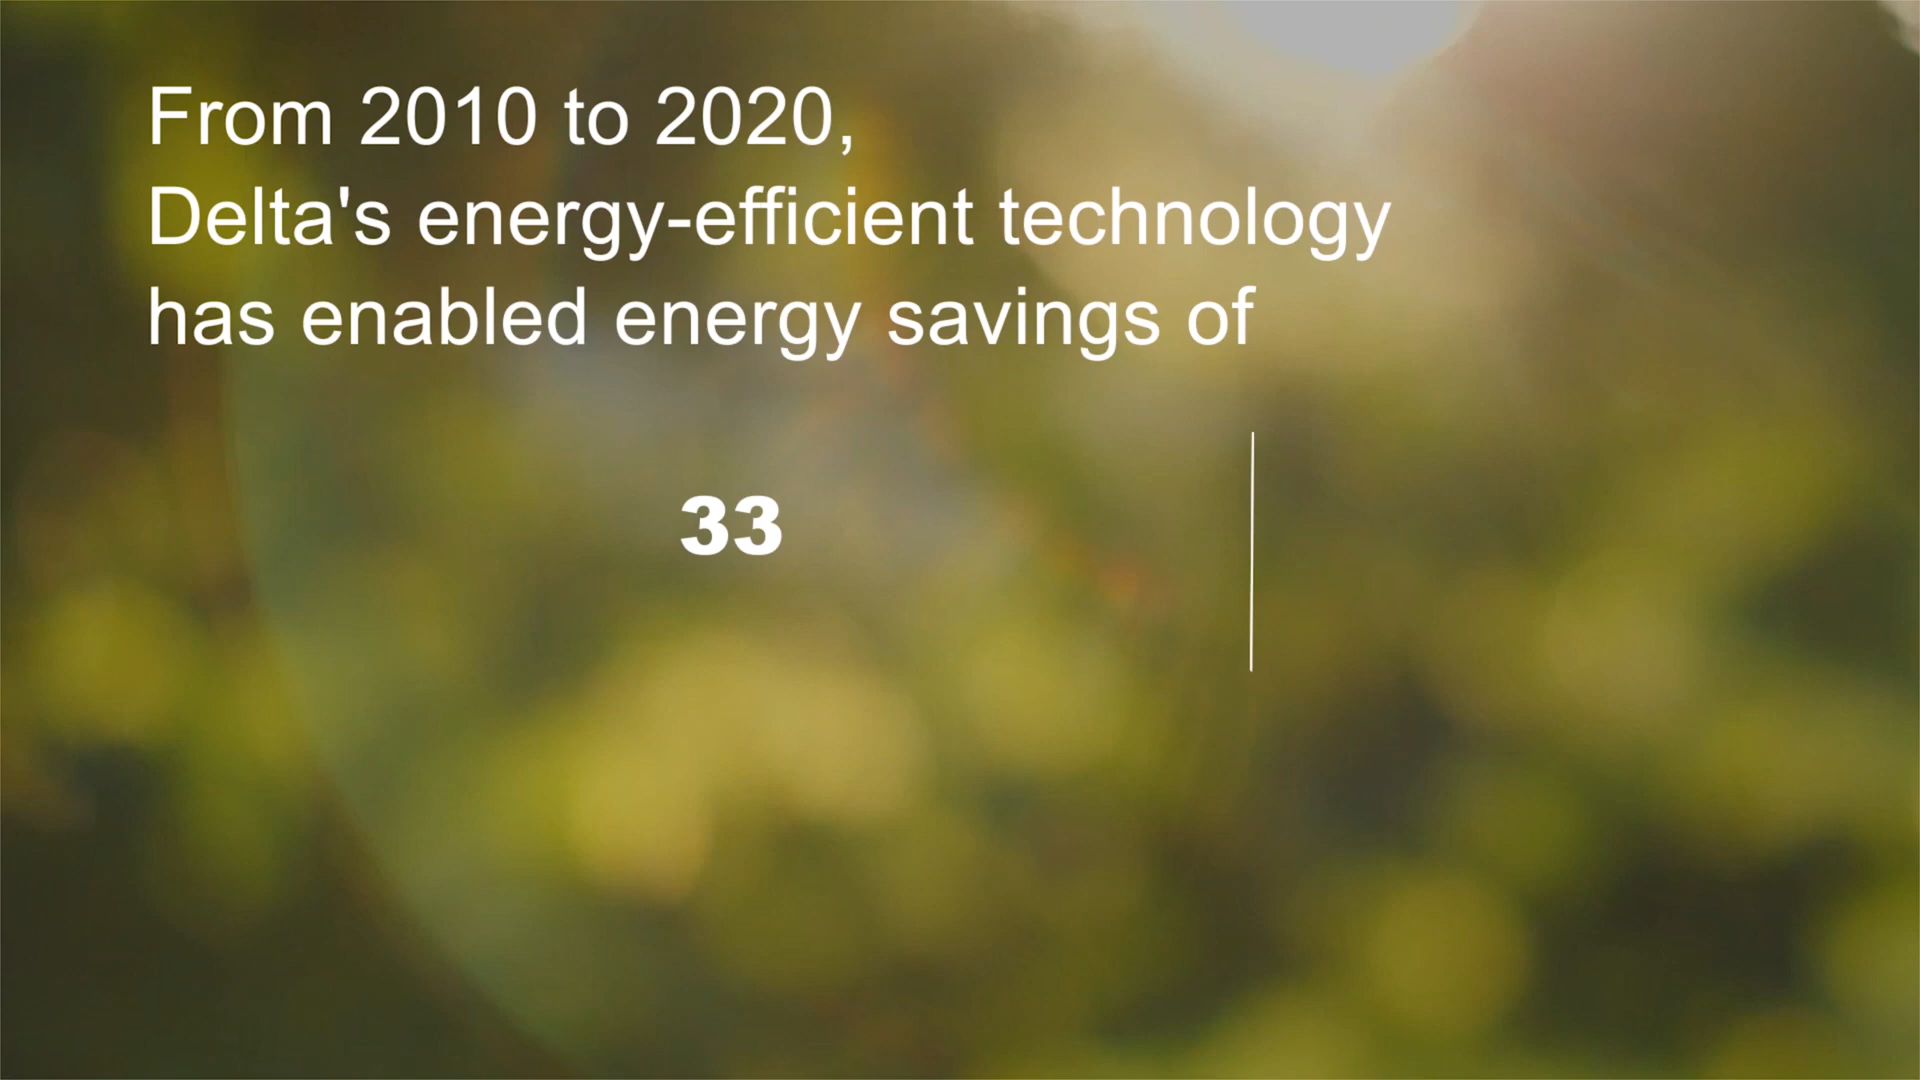 From 2010 to 2020,
Delta's energy-efficient technology
has enabled energy savings of
33